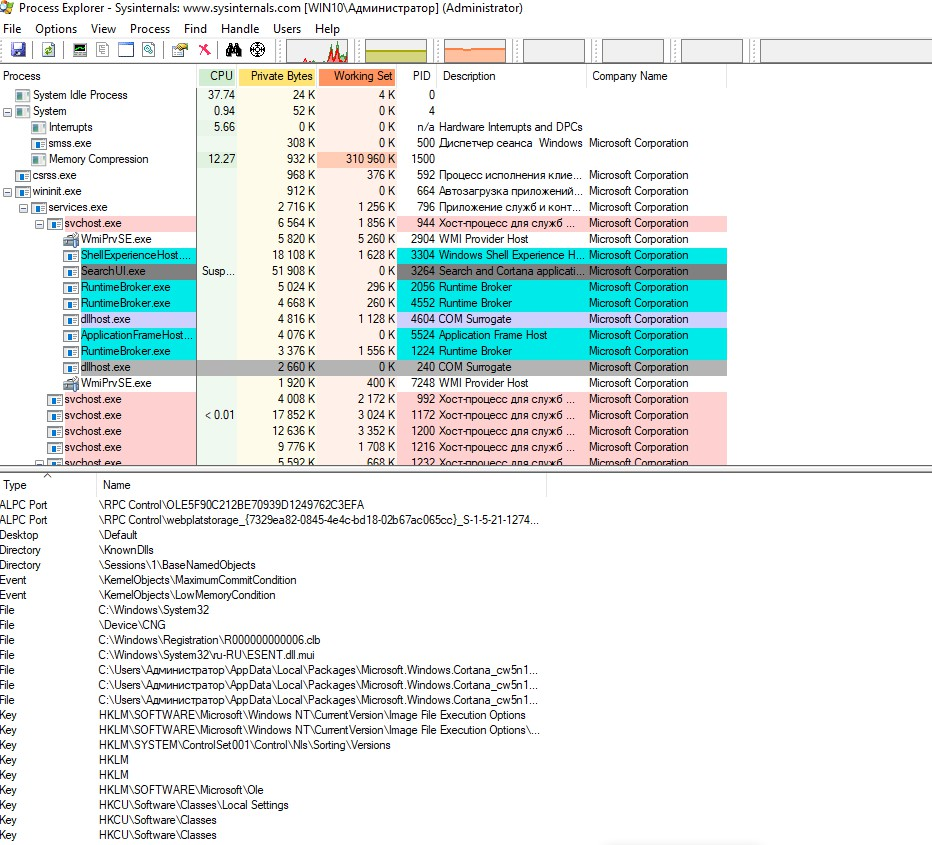 Process Explorer - Sysinternals: www.sysinternals.com [WIN10\Администратор] (Administrator)
File Options View Process Find Handle Users Help
Process CPU Private Bytes Working Set PID Description Company Name
System Idle Process 37.74 24 K 4 K 0
System 0.94 52 K 0 K 4
Interrupts 5.66 0 K 0 K n/a Hardware Interrupts and DPCs
smss.exe 308 K 0 K 500 Диспетчер сеанса Windows Microsoft Corporation
Memory Compression 12.27 932 K 310 960 K 1500
csrss.exe 968 K 376 K 592 Процесс исполнения клие... Microsoft Corporation
wininit.exe 912 K 0 K 664 Автозагрузка приложений... Microsoft Corporation
services.exe 2 716 K 1 256 K 796 Приложение служб и конт... Microsoft Corporation
svchost.exe 6 564 K 1 856 K 944 Хост-процесс для служб ... Microsoft Corporation
WmiPrvSE.exe 5 820 K 5 260 K 2904 WMI Provider Host Microsoft Corporation
ShellExperienceHost.... 18 108 K 1 628 K 3304 Windows Shell Experience H... Microsoft Corporation
SearchUI.exe Susp... 51 908 K 0 K 3264 Search and Cortana applicati... Microsoft Corporation
RuntimeBroker.exe 5 024 K 296 K 2056 Runtime Broker Microsoft Corporation
RuntimeBroker.exe 4 668 K 260 K 4552 Runtime Broker Microsoft Corporation
dllhost.exe 4 816 K 1 128 K 4604 COM Surrogate Microsoft Corporation
ApplicationFrameHost... 4 076 K 0 K 5524 Application Frame Host Microsoft Corporation
RuntimeBroker.exe 3 376 K 1 556 K 1224 Runtime Broker Microsoft Corporation
dllhost.exe 2 660 K 0 K 240 COM Surrogate Microsoft Corporation
WmiPrvSE.exe 1 920 K 400 K 7248 WMI Provider Host Microsoft Corporation
svchost.exe 4 008 K 2 172 K 992 Хост-процесс для служб ... Microsoft Corporation
svchost.exe < 0.01 17 852 K 3 024 K 1172 Хост-процесс для служб ... Microsoft Corporation
svchost.exe 12 636 K 3 352 K 1200 Хост-процесс для служб ... Microsoft Corporation
svchost.exe 9 776 K 1 708 K 1216 Хост-процесс для служб ... Microsoft Corporation
svchost.exe 5 592 K 668 K 1232 Хост-процесс для служб ... Microsoft Corporation
Type Name
ALPC Port \RPC Control\OLE5F90C212BE70939D1249762C3EFA
ALPC Port \RPC Control\webplatstorage_{7329ea82-0845-4e4c-bd18-02b67ac065cc}_S-1-5-21-1274...
Desktop \Default
Directory \KnownDlls
Directory \Sessions\1\BaseNamedObjects
Event \KernelObjects\MaximumCommitCondition
Event \KernelObjects\LowMemoryCondition
File C:\Windows\System32
File \Device\CNG
File C:\Windows\Registration\R000000000006.clb
File C:\Windows\System32\ru-RU\ESENT.dll.mui
File C:\Users\Администратор\AppData\Local\Packages\Microsoft.Windows.Cortana_cw5n1...
File C:\Users\Администратор\AppData\Local\Packages\Microsoft.Windows.Cortana_cw5n1...
File C:\Users\Администратор\AppData\Local\Packages\Microsoft.Windows.Cortana_cw5n1...
Key HKLM\SOFTWARE\Microsoft\Windows NT\CurrentVersion\Image File Execution Options
Key HKLM\SOFTWARE\Microsoft\Windows NT\CurrentVersion\Image File Execution Options\...
Key HKLM\SYSTEM\ControlSet001\Control\Nls\Sorting\Versions
Key HKLM
Key HKLM
Key HKLM\SOFTWARE\Microsoft\Ole
Key HKCU\Software\Classes\Local Settings
Key HKCU\Software\Classes
Key HKCU\Software\Classes